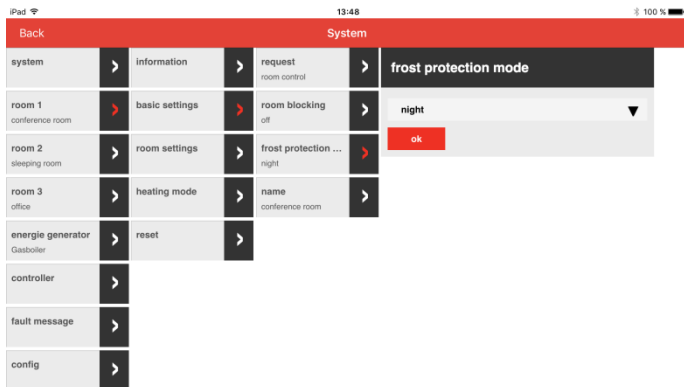 iPad
13:48
100 %
Back
System
system
room 1
conference room
room 2
sleeping room
room 3
office
energie generator
Gasboiler
controller
fault message
config
information
basic settings
room settings
heating mode
reset
request
room control
room blocking
off
frost protection ...
night
name
conference room
frost protection mode
night
ok